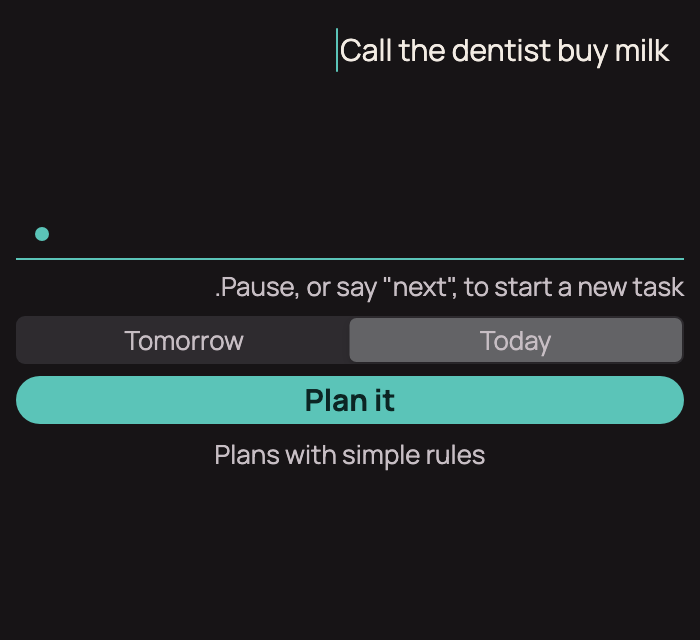 Call the dentist buy milk
.Pause, or say "next", to start a new task
Tomorrow
Today
Plan it
Plans with simple rules